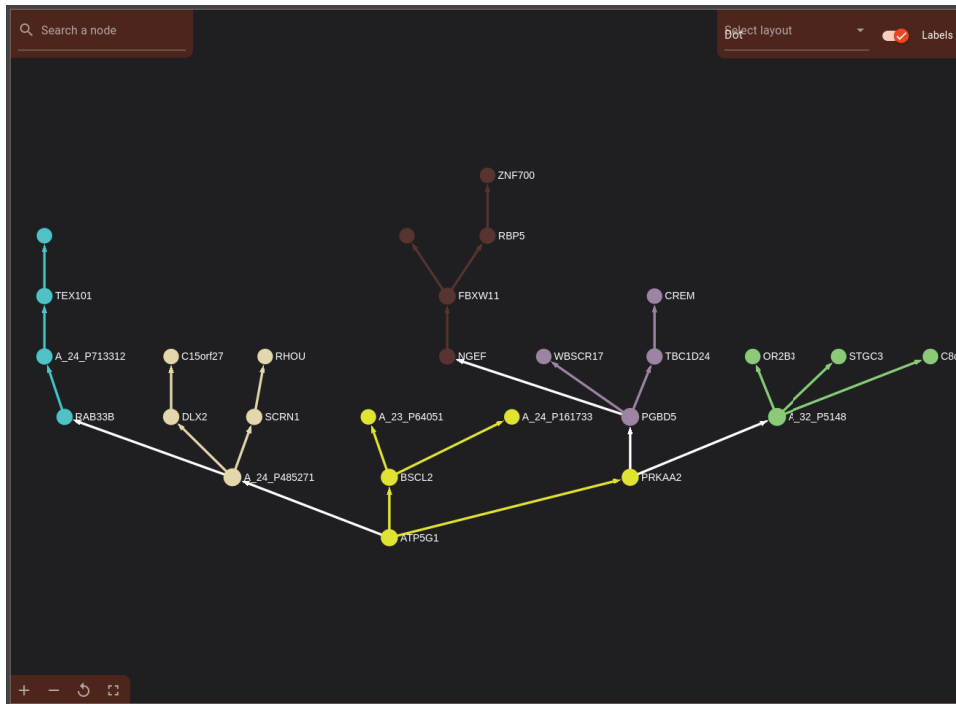 Search a node
Select layout
Dot
Labels
ZNF700
RBP5
TEX101
FBXW11
CREM
A_24_P713312
C15orf27
RHOU
NGEF
WBSCR17
TBC1D24
STGC3
RAB33B
DLX2
SCRN1
A_23_P64051
A_24_P161733
PGBD5
A_32_P5148
A_24_P485271
BSCL2
PRKAA2
ATP5G1